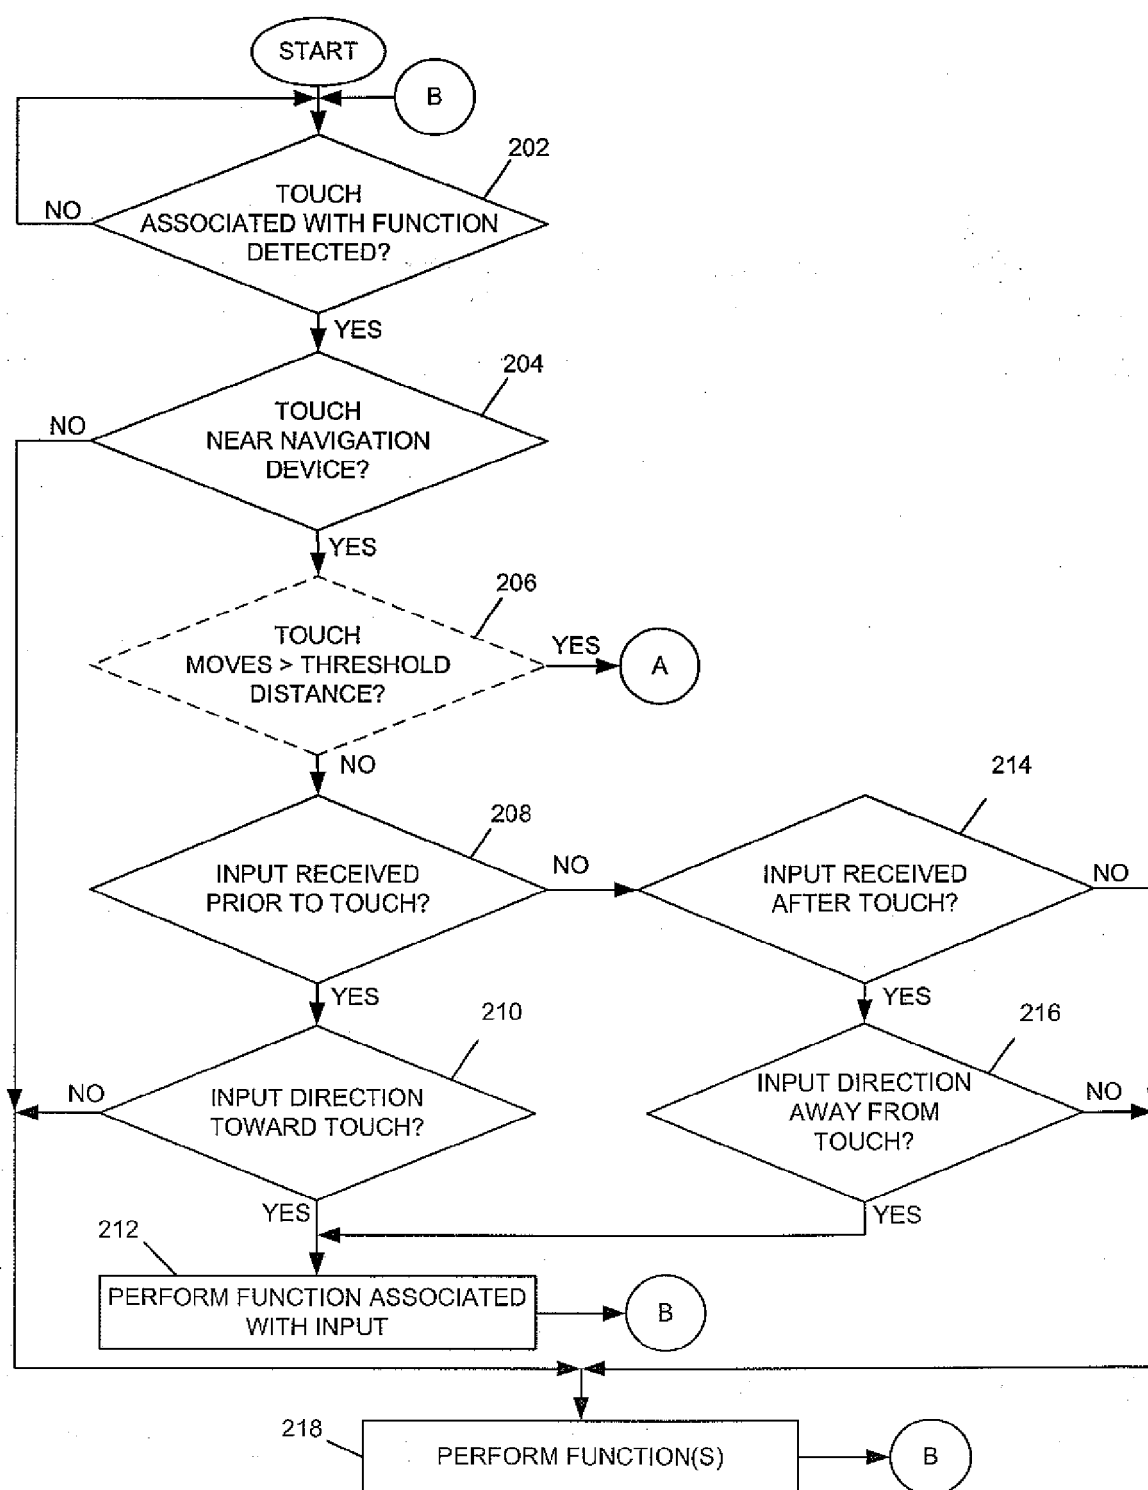 START
B
202
TOUCH
ASSOCIATED WITH FUNCTION
DETECTED?
NO
YES
204
TOUCH
NEAR NAVIGATION
DEVICE?
NO
YES
206
TOUCH
MOVES > THRESHOLD
DISTANCE?
YES
A
NO
208
INPUT RECEIVED
PRIOR TO TOUCH?
NO
214
INPUT RECEIVED
AFTER TOUCH?
NO
YES
YES
210
INPUT DIRECTION
TOWARD TOUCH?
NO
216
INPUT DIRECTION
AWAY FROM
TOUCH?
NO
YES
YES
212
PERFORM FUNCTION ASSOCIATED
WITH INPUT
B
218
PERFORM FUNCTION(S)
B